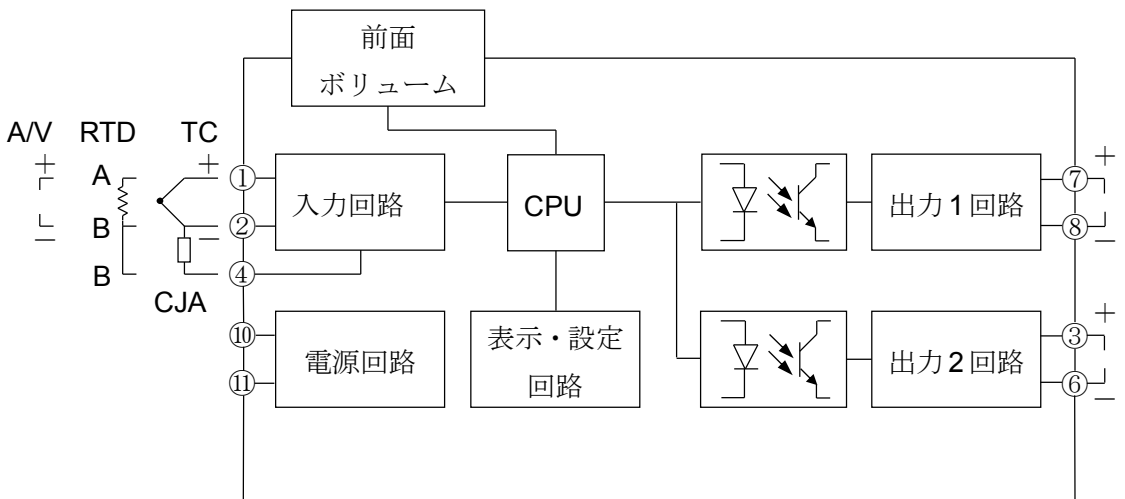 前面
ボリューム
A/V RTD TC
+ + A ① 入力回路 CPU 出力1回路 ⑦ +
− B − ② ⑧ −
B ④
CJA
⑩ 電源回路 表示・設定 出力2回路 ③ +
⑪ 回路 ⑥ −